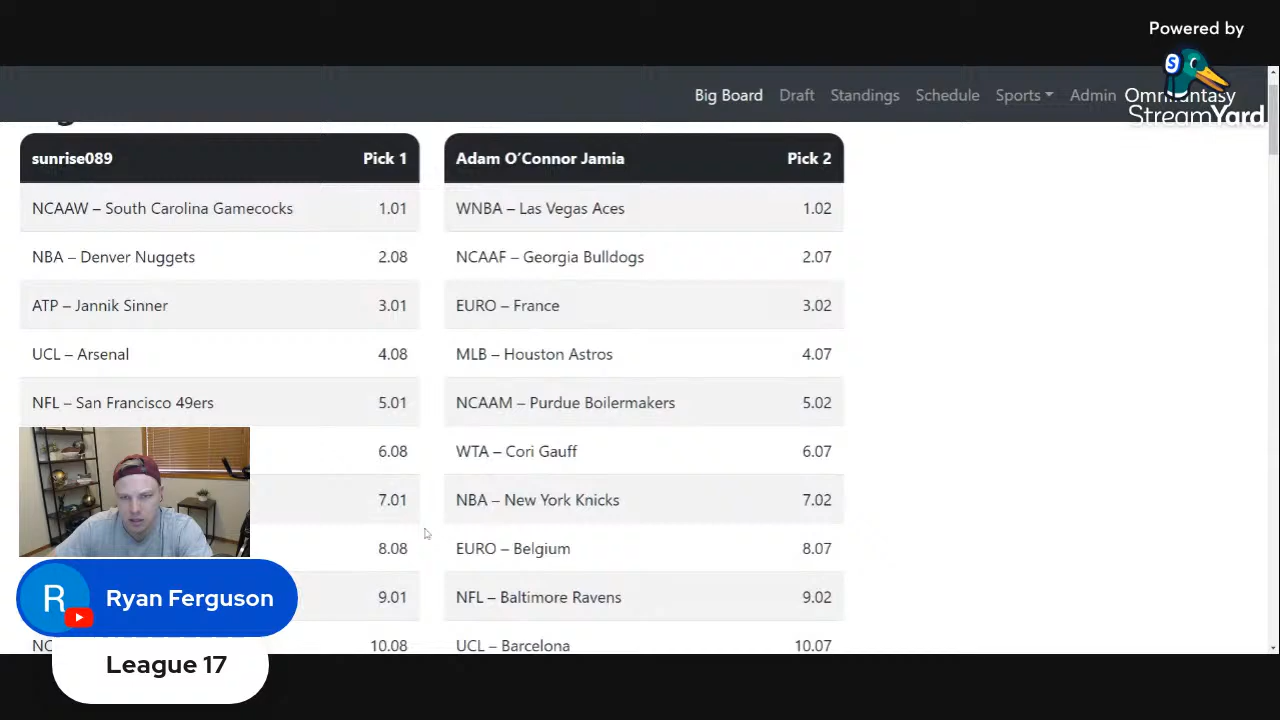 Powered by
StreamYard
Big Board Draft Standings Schedule Sports Admin Omnifantasy
sunrise089 Pick 1
NCAAW – South Carolina Gamecocks 1.01
NBA – Denver Nuggets 2.08
ATP – Jannik Sinner 3.01
UCL – Arsenal 4.08
NFL – San Francisco 49ers 5.01
6.08
7.01
8.08
9.01
10.08
Adam O’Connor Jamia Pick 2
WNBA – Las Vegas Aces 1.02
NCAAF – Georgia Bulldogs 2.07
EURO – France 3.02
MLB – Houston Astros 4.07
NCAAM – Purdue Boilermakers 5.02
WTA – Cori Gauff 6.07
NBA – New York Knicks 7.02
EURO – Belgium 8.07
NFL – Baltimore Ravens 9.02
UCL – Barcelona 10.07
R Ryan Ferguson
League 17